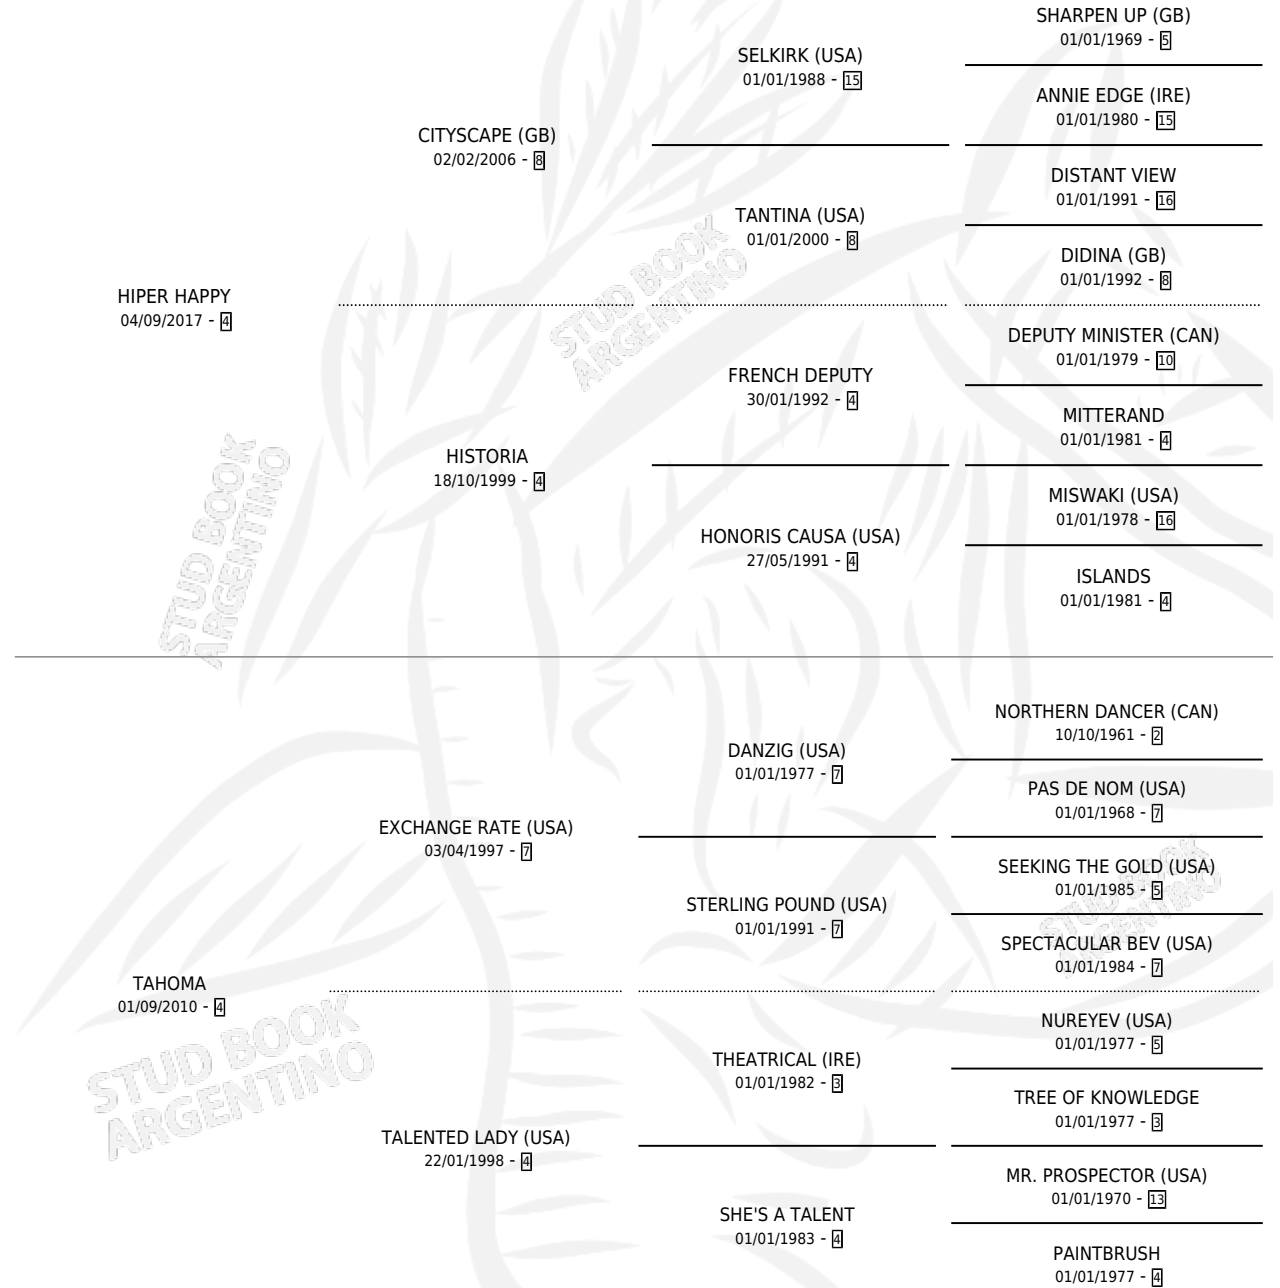 SHARPEN UP (GB)
01/01/1969 - 5
SELKIRK (USA)
01/01/1988 - 15
ANNIE EDGE (IRE)
01/01/1980 - 15
CITYSCAPE (GB)
02/02/2006 - 8
DISTANT VIEW
01/01/1991 - 16
TANTINA (USA)
01/01/2000 - 8
DIDINA (GB)
01/01/1992 - 8
HIPER HAPPY
04/09/2017 - 4
STUD BOOK
ARGENTINO
DEPUTY MINISTER (CAN)
01/01/1979 - 10
FRENCH DEPUTY
30/01/1992 - 4
MITTERAND
01/01/1981 - 4
HISTORIA
18/10/1999 - 4
MISWAKI (USA)
01/01/1978 - 16
HONORIS CAUSA (USA)
27/05/1991 - 4
ISLANDS
01/01/1981 - 4
STUD BOOK
ARGENTINO
NORTHERN DANCER (CAN)
10/10/1961 - 2
DANZIG (USA)
01/01/1977 - 7
PAS DE NOM (USA)
01/01/1968 - 7
EXCHANGE RATE (USA)
03/04/1997 - 7
SEEKING THE GOLD (USA)
01/01/1985 - 5
STERLING POUND (USA)
01/01/1991 - 7
SPECTACULAR BEV (USA)
01/01/1984 - 7
STUD BOOK
ARGENTINO
TAHOMA
01/09/2010 - 4
STUD BOOK
ARGENTINO
NUREYEV (USA)
01/01/1977 - 5
THEATRICAL (IRE)
01/01/1982 - 3
TREE OF KNOWLEDGE
01/01/1977 - 3
TALENTED LADY (USA)
22/01/1998 - 4
MR. PROSPECTOR (USA)
01/01/1970 - 13
SHE'S A TALENT
01/01/1983 - 4
PAINTBRUSH
01/01/1977 - 4